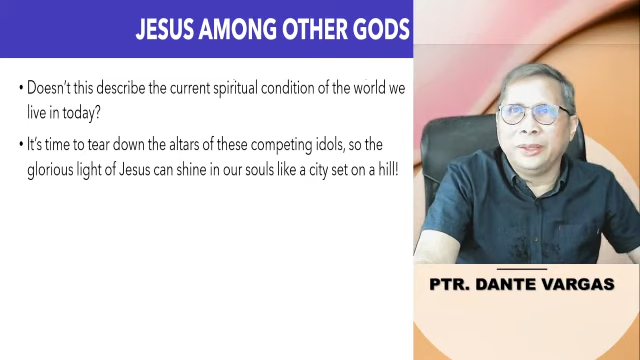 JESUS AMONG OTHER GODS
• Doesn't this describe the current spiritual condition of the world we
live in today?
• It's time to tear down the altars of these competing idols, so the
glorious light of Jesus can shine in our souls like a city set on a hill!
PTR. DANTE VARGAS